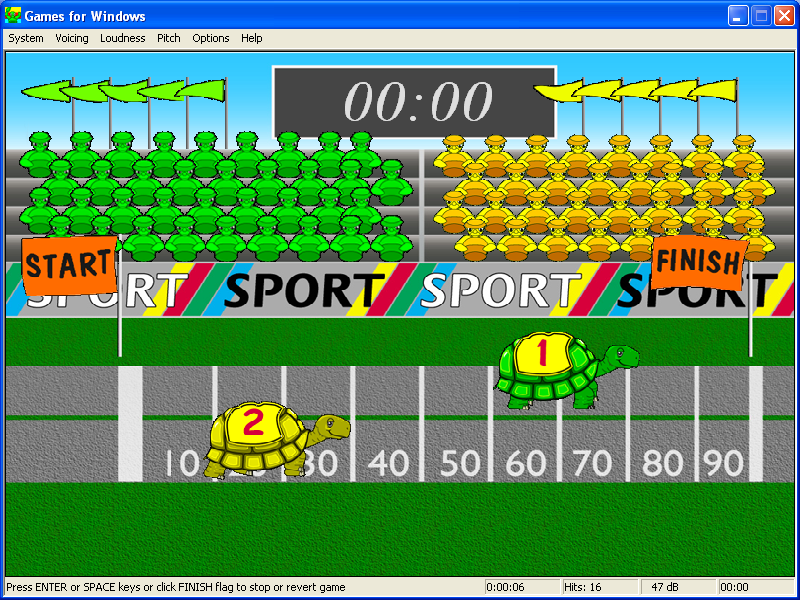 Games for Windows
System Voicing Loudness Pitch Options Help
00:00
START
FINISH
SPORT SPORT SPORT SPORT
1
2
10 30 40 50 60 70 80 90
Press ENTER or SPACE keys or click FINISH flag to stop or revert game 0:00:06 Hits: 16 47 dB 00:00